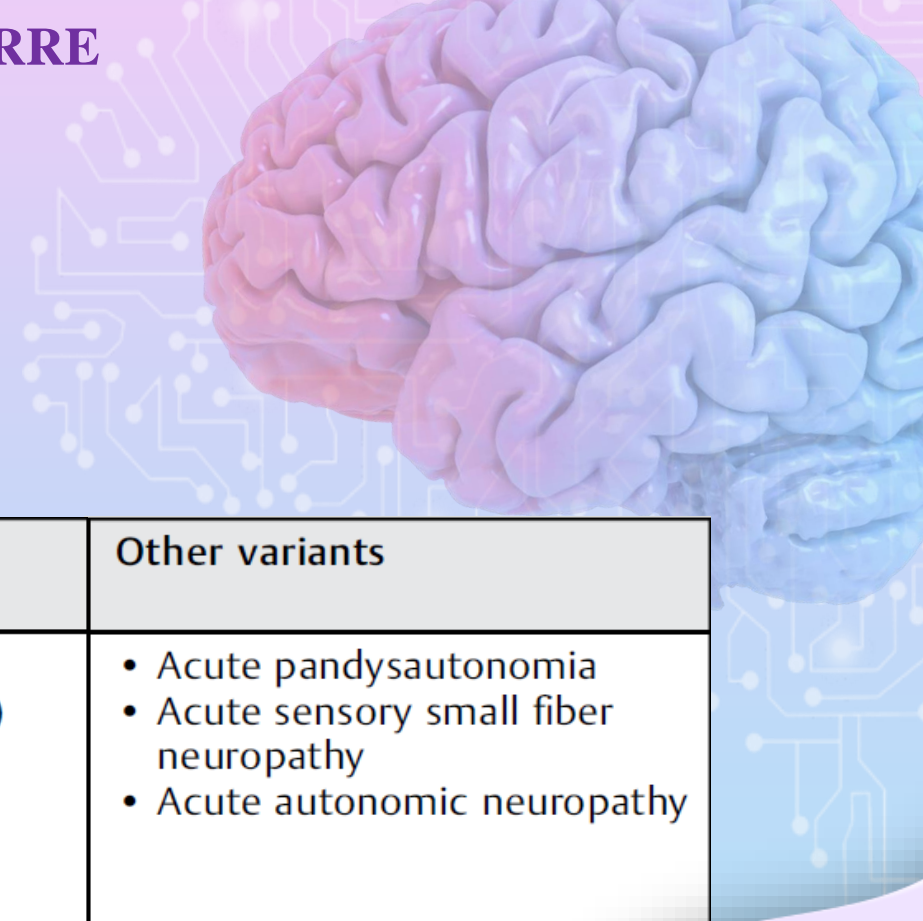 RRE
Other variants
• Acute pandysautonomia
• Acute sensory small fiber
neuropathy
• Acute autonomic neuropathy
)